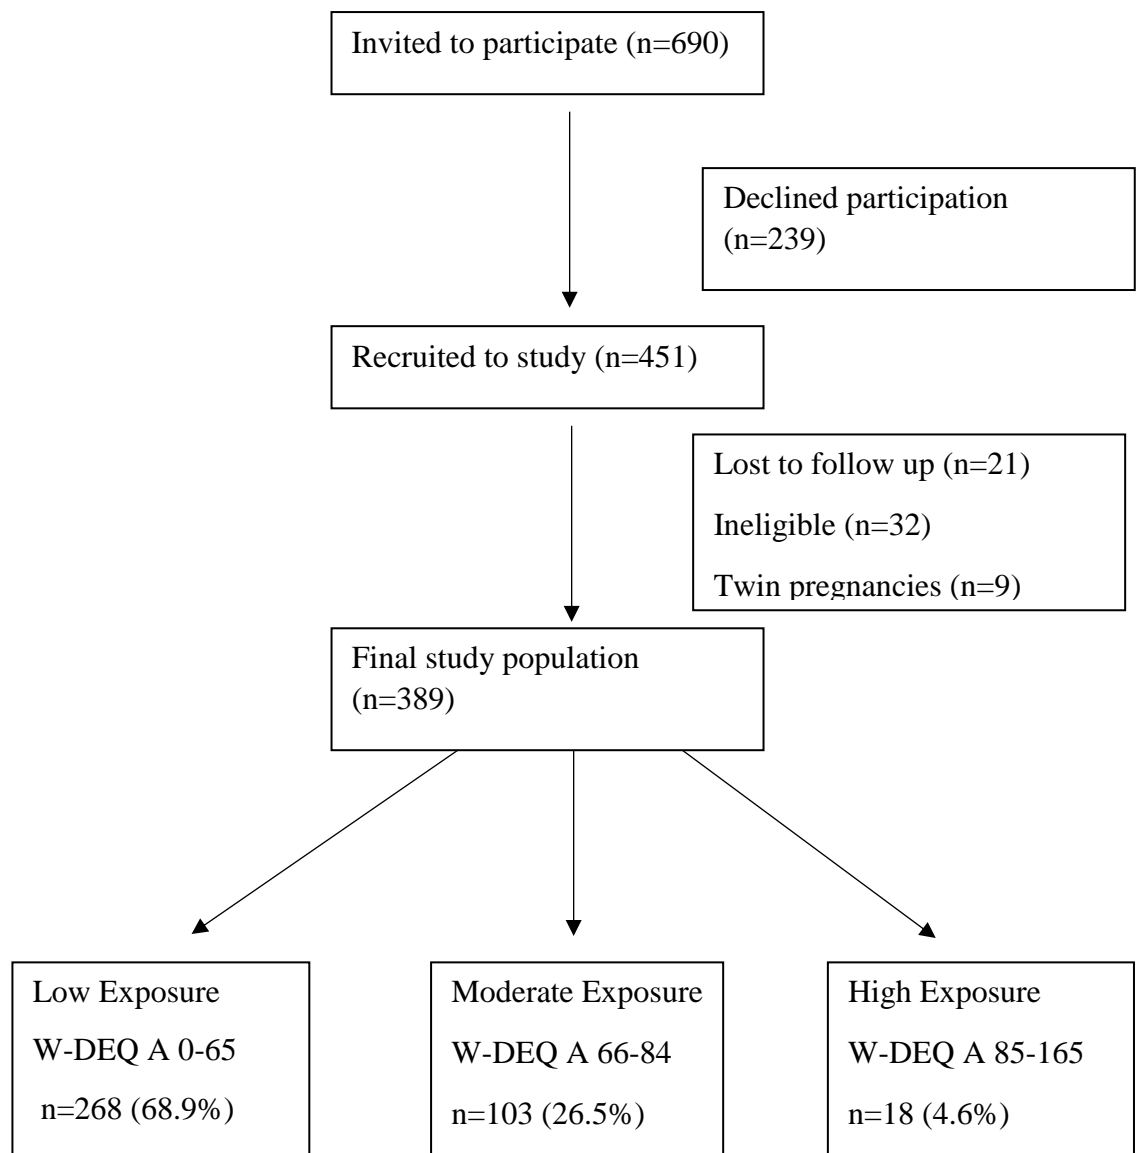 Invited to participate (n=690)
Declined participation
(n=239)
Recruited to study (n=451)
Lost to follow up (n=21)
Ineligible (n=32)
Twin pregnancies (n=9)
Final study population
(n=389)
Low Exposure
W-DEQ A 0-65
n=268 (68.9%)
Moderate Exposure
W-DEQ A 66-84
n=103 (26.5%)
High Exposure
W-DEQ A 85-165
n=18 (4.6%)